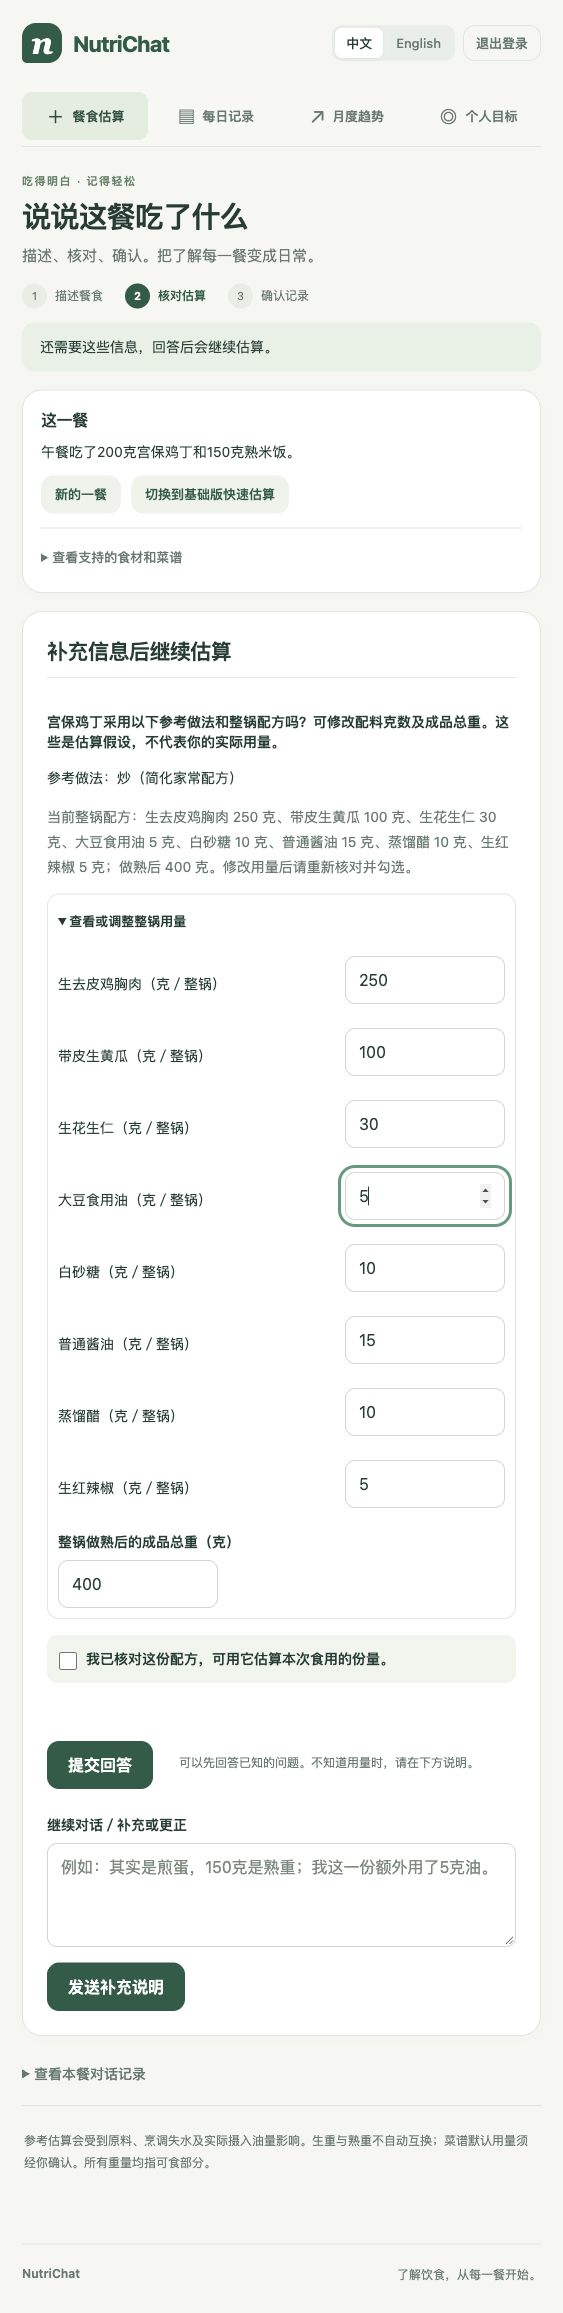 n NutriChat
中文 English 退出登录
餐食估算 每日记录 月度趋势 个人目标
吃得明白 · 记得轻松
说说这餐吃了什么
描述、核对、确认。把了解每一餐变成日常。
1 描述餐食 2 核对估算 3 确认记录
还需要这些信息，回答后会继续估算。
这一餐
午餐吃了200克宫保鸡丁和150克熟米饭。
新的一餐 切换到基础版快速估算
查看支持的食材和菜谱
补充信息后继续估算
宫保鸡丁采用以下参考做法和整锅配方吗？可修改配料克数及成品总重。这
些是估算假设，不代表你的实际用量。
参考做法：炒（简化家常配方）
当前整锅配方：生去皮鸡胸肉 250 克、带皮生黄瓜 100 克、生花生仁 30
克、大豆食用油 5 克、白砂糖 10 克、普通酱油 15 克、蒸馏醋 10 克、生红
辣椒 5 克；做熟后 400 克。修改用量后请重新核对并勾选。
查看或调整整锅用量
生去皮鸡胸肉（克 / 整锅） 250
带皮生黄瓜（克 / 整锅） 100
生花生仁（克 / 整锅） 30
大豆食用油（克 / 整锅） 5
白砂糖（克 / 整锅） 10
普通酱油（克 / 整锅） 15
蒸馏醋（克 / 整锅） 10
生红辣椒（克 / 整锅） 5
整锅做熟后的成品总重（克）
400
我已核对这份配方，可用它估算本次食用的份量。
提交回答 可以先回答已知的问题。不知道用量时，请在下方说明。
继续对话 / 补充或更正
例如：其实是煎蛋，150克是熟重；我这一份额外用了5克油。
发送补充说明
查看本餐对话记录
参考估算会受到原料、烹调失水及实际摄入油量影响。生重与熟重不自动互换；菜谱默认用量须
经你确认。所有重量均指可食部分。
NutriChat 了解饮食，从每一餐开始。